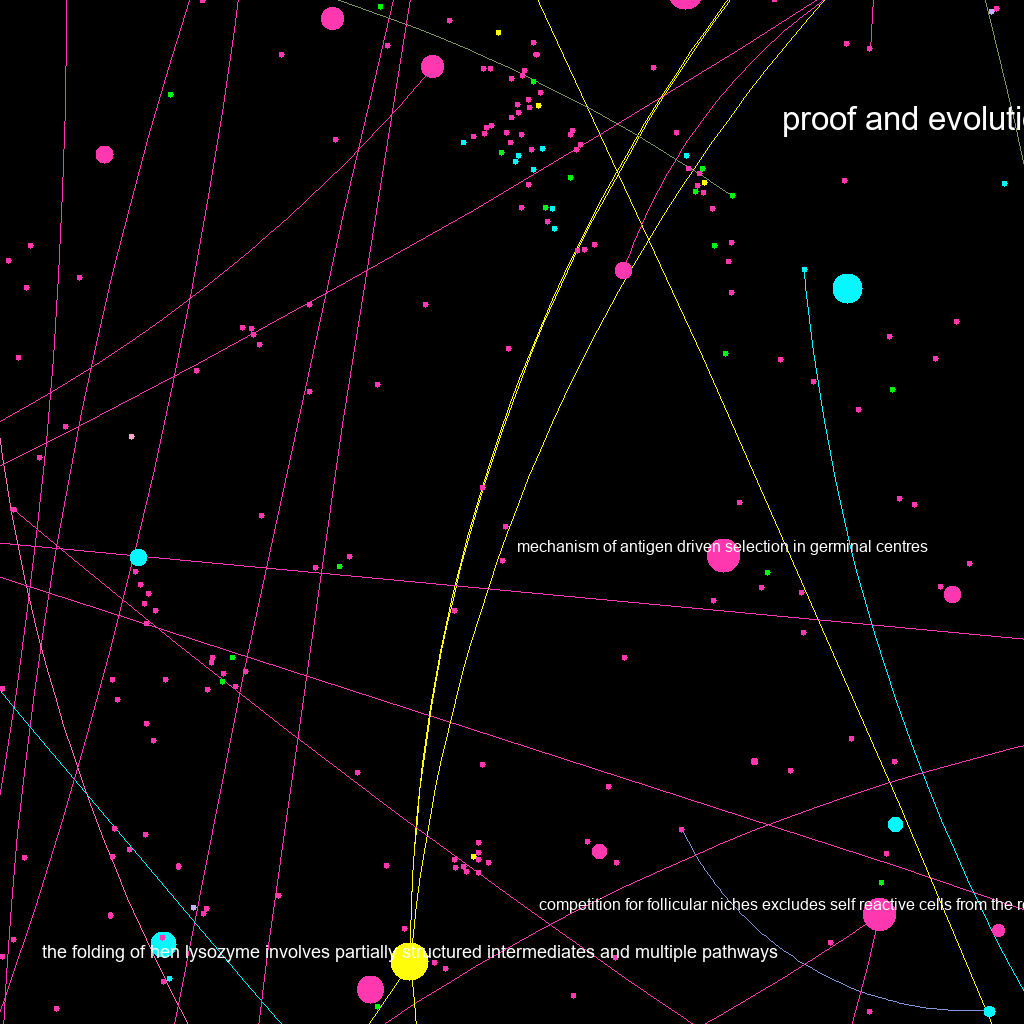 proof and
mechanism of antigen driven selection in germinal centres
competition for follicular niches excludes self reactive cells from the
the folding of hen lysozyme involves partially structured intermediates and multiple pathways